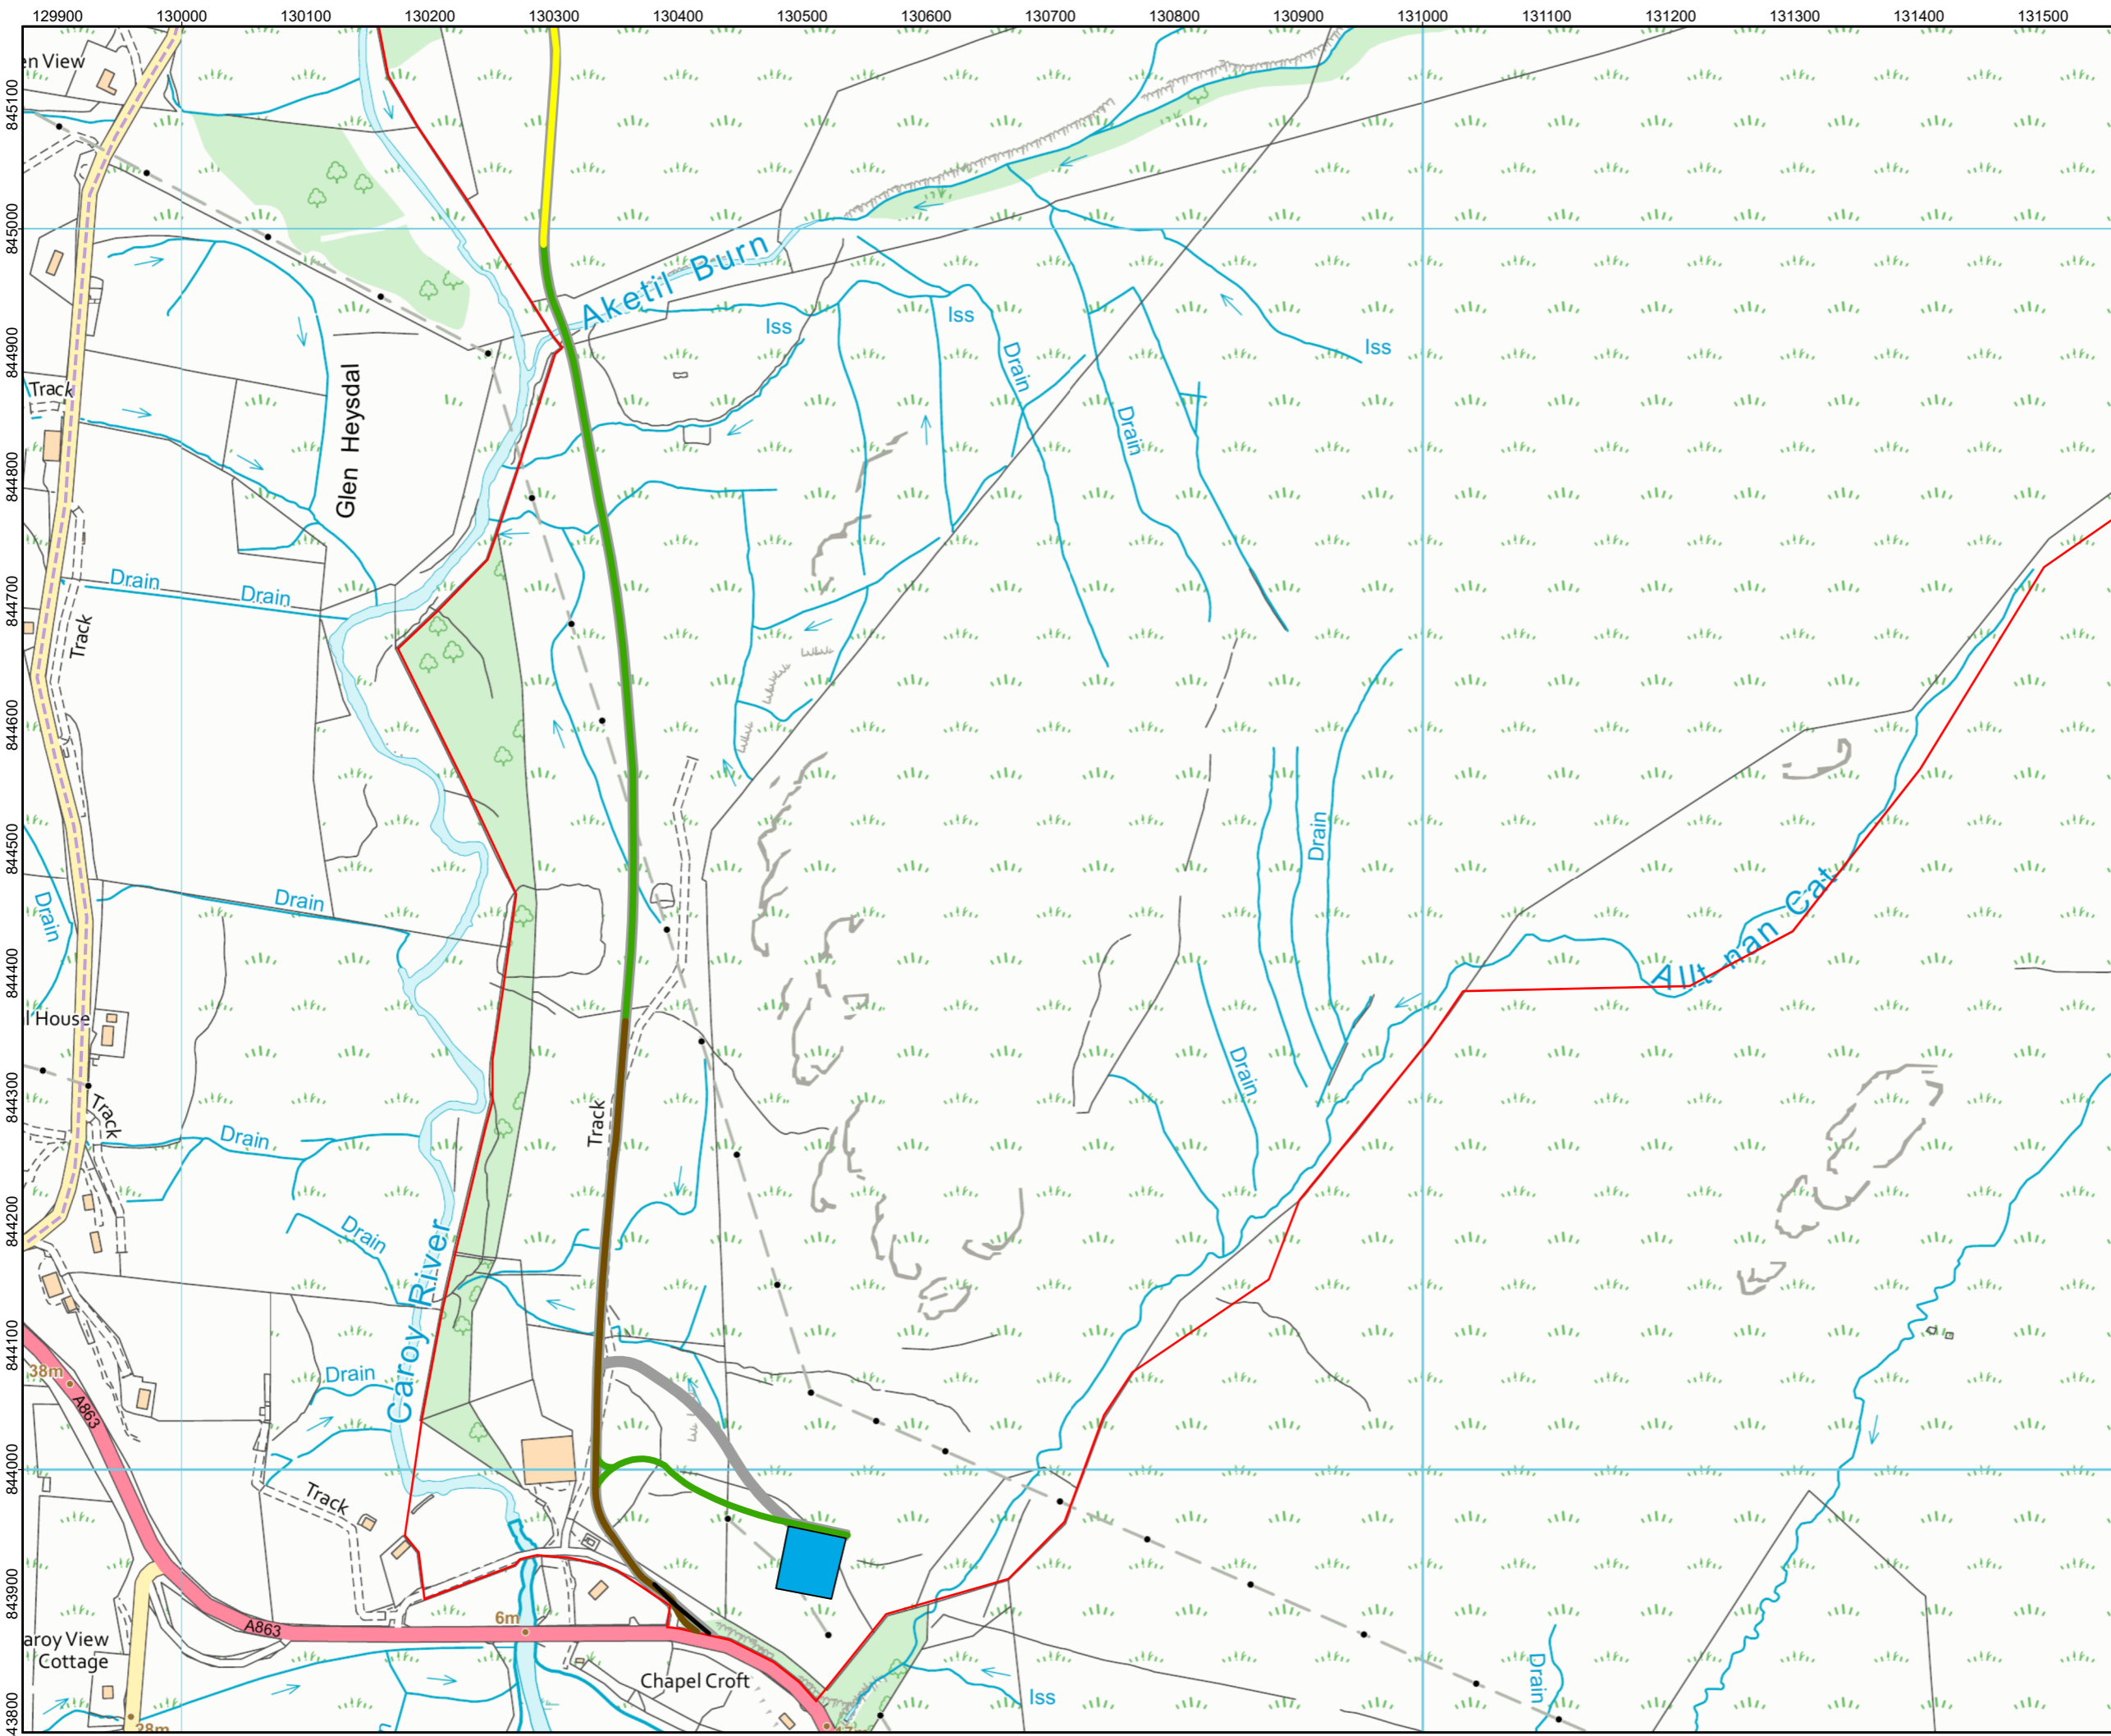 129900 130000 130100 130200 130300 130400 130500 130600 130700 130800 130900 131000 131100 131200 131300 131400 131500
en View
845100
845000
Aketil Burn
Iss
Iss
Iss
Drain
844900
Track
Glen Heysdal
Drain
844800
844700
Drain
Drain
Track
844600
844500
Drain
Drain
Drain
Allt nan Cat
844400
l House
Drain
844300
Track
Track
Drain
844200
Drain
Caroy River
844100
38m
A863
Drain
844000
Track
843900
6m
A863
aroy View
Cottage
Chapel Croft
Drain
Iss
43800
28m
17m